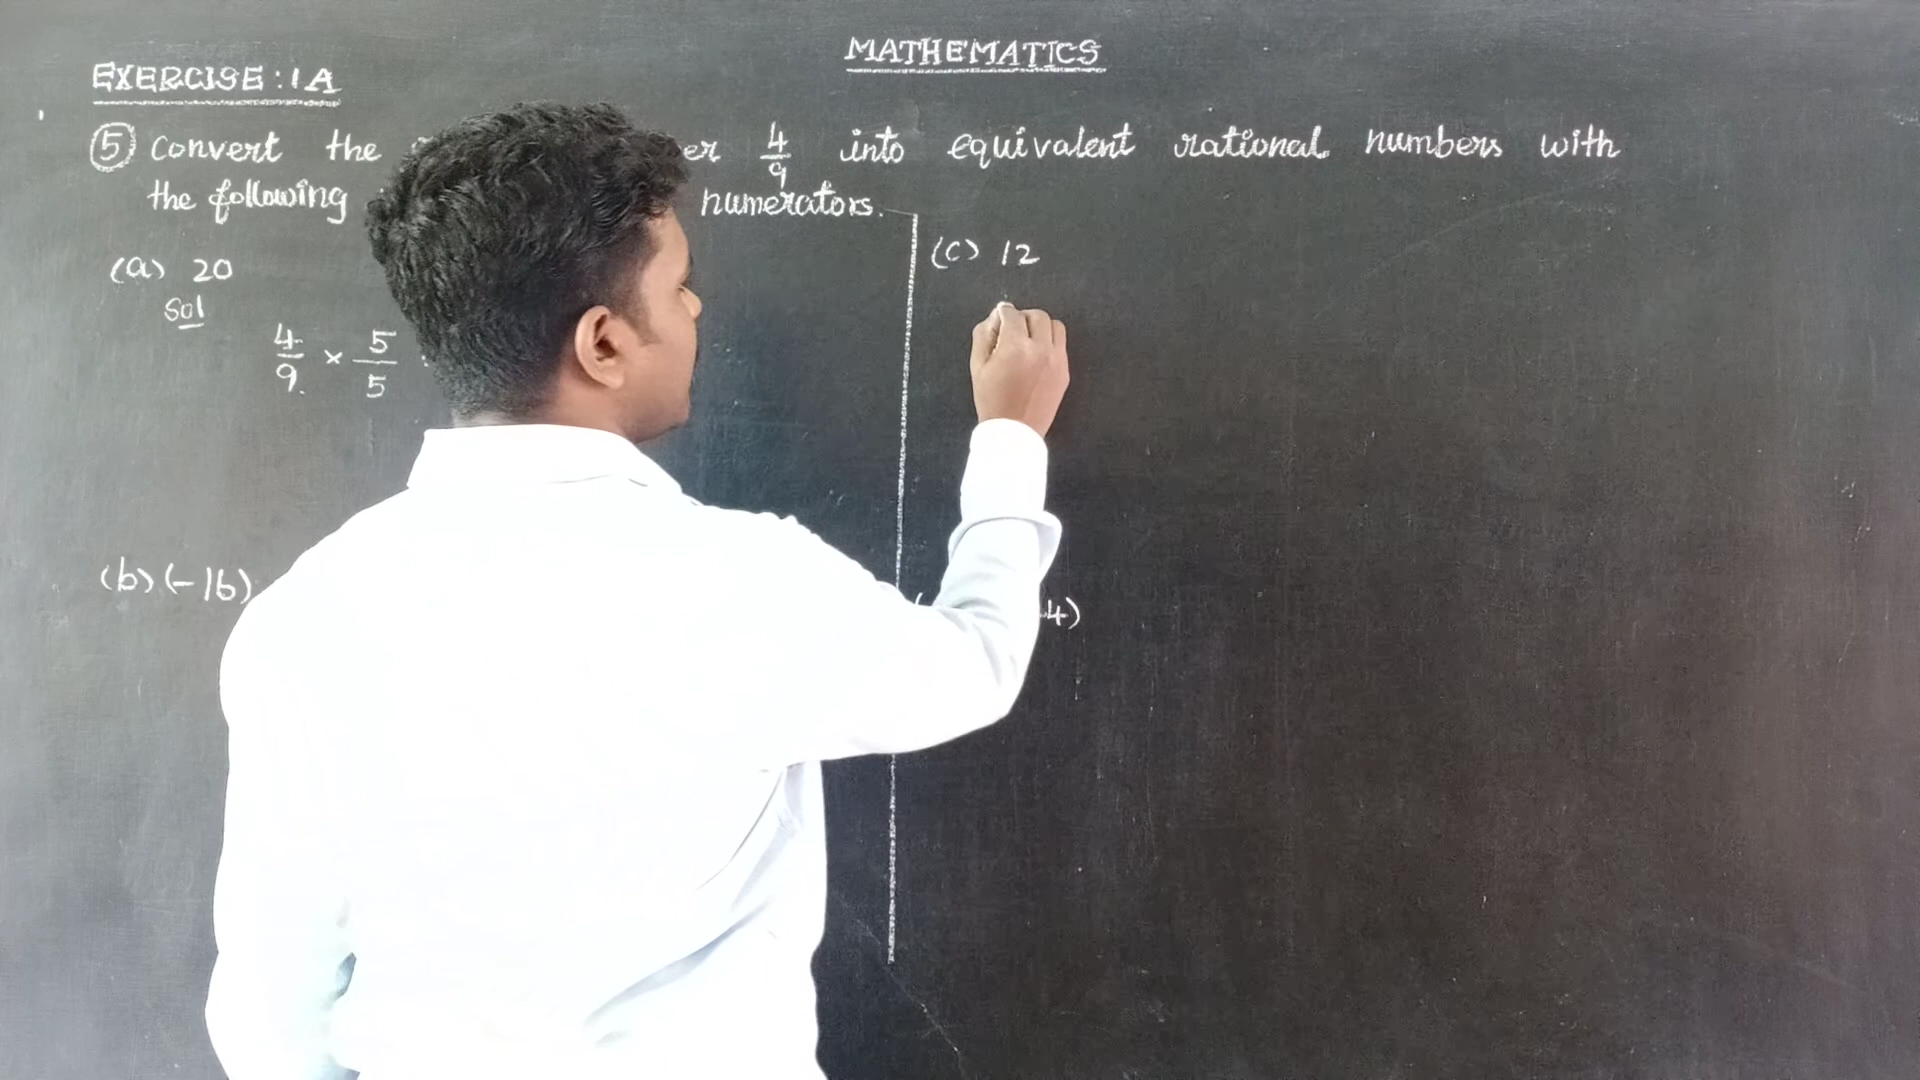 MATHEMATICS
EXERCISE : 1A
⑤ convert the er 4/9 into equivalent rational numbers with
the following numerators.
(a) 20
Sol
4/9 × 5/5
(b) (-16)
(c) 12
4)